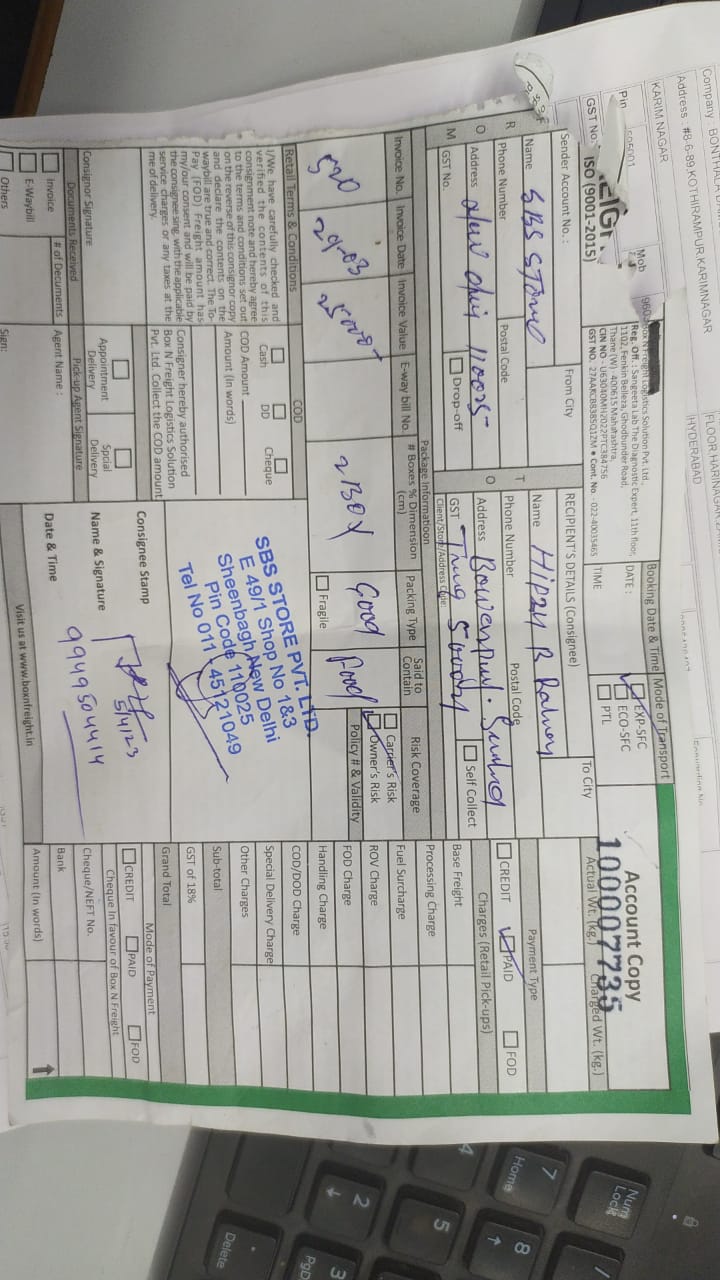 Company : BONTHALA
FLOOR,HARINAGAR
Address : #8-6-89,KOTHIRAMPUR,KARIMNAGAR
HYDERABAD
KARIM NAGAR
Pin
505001
Mob
960
GST No.
ISO (9001-2015)
Box N Freight Logistics Solution Pvt. Ltd.,
Reg. Off. : Sangeeta Lab The Diagnostic Expert, 11th floor,
1102, Fenkin Belleza, Ghodbunder Road,
Thane (W) - 400615 Maharashtra,
CIN NO - U63040MH2022PTC384756
GST NO. 27AAKCB8385Q1ZM • Cont. No. -022-40035465
Booking Date & Time
DATE :
TIME
Mode of Transport
EXP-SFC
ECO-SFC
PTL
Account Copy
100007735
Actual Wt. (kg.) Charged Wt. (kg.)
Sender Account No. :
From City
Name SBS STORE
Phone Number
Postal Code
Address 110025
GST No.
Drop-off
FROM
TO
RECIPIENT'S DETAILS (Consignee)
To City
Name
Phone Number
Postal Code
Address
Self Collect
GST
Client/Store/Address Code:
Payment Type
CREDIT PAID FOD
Charges (Retail Pick-ups)
Base Freight
Processing Charge
Fuel Surcharge
ROV Charge
FOD Charge
Handling Charge
COD/DOD Charge
Special Delivery Charge
Other Charges
Sub-total
GST of 18%
Grand Total
Mode of Payment
CREDIT PAID FOD
Cheque In favour of Box N Freight
Cheque/NEFT No.
Bank
Amount (In words)
Package Informatioon
Invoice No. Invoice Date Invoice Value E-way bill No. # Boxes % Dimension (cm) Packing Type Said to Contain
520 29-03 25000- 2 BOX Good Food
Fragile
Risk Coverage
Carrier's Risk
Owner's Risk
Policy # & Validity
Retail Terms & Conditions
I/We have carefully checked and
verified the contents of this
consignment note and hereby agree
to the terms and conditions set out
on the reverse of this consignor copy
and declare the contents on the
waybill are true and correct. The To-
Pay (FOD) Freight amount has
my/our consent and will be paid by
the consignee sing, with the applicable
service charges or any taxes at the
me of delivery.
Consignor Signature
COD
Cash DD Cheque
COD Amount
Amount (In words)
Consigner hereby authorised
Box N Freight Logistics Solution
Pvt. Ltd. Collect the COD amount
Appointment Delivery
Spcial Delivery
SBS STORE PVT. LTD.
E 49/1 Shop No 1&3
Sheenbagh New Delhi
Pin Code 110025
Tel No 011 - 45121049
Consignee Stamp
Name & Signature
5/4/23
9949504414
Date & Time
Visit us at www.boxnfreight.in
Documents Received
Invoice
E-Waybill
Others
# of Decuments
Pick-up Agent Signature
Agent Name :
Sign:
Num
Lock
7
Home
8
4
5
2
3
PgD
Delete